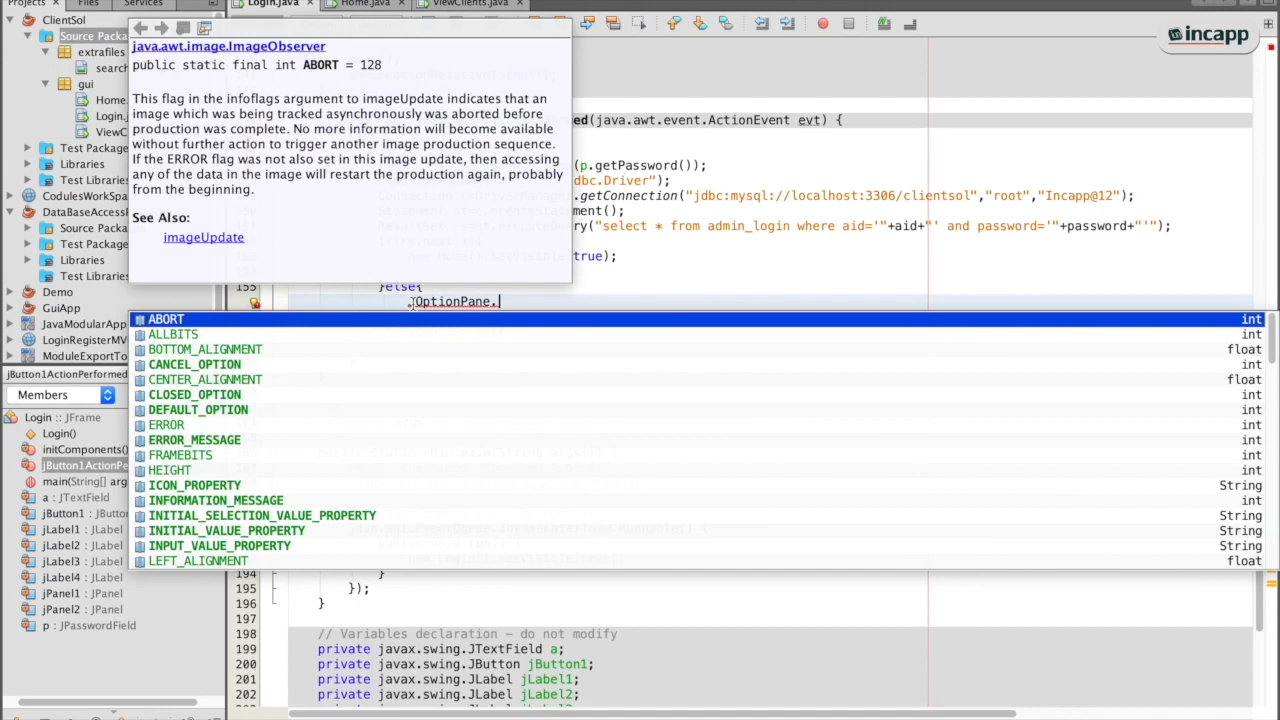 Projects
Files
Services
Login.java
Home.java
ViewClients.java
incapp
ClientSol
Source Packa
extrafiles
search
gui
Home.
Login.j
ViewC
Test Package
Libraries
Test Libraries
CodulesWorkSpace
DataBaseAccessL
Source Packa
Test Package
Libraries
Test Libraries
Demo
GuiApp
JavaModularApp
LoginRegisterMV
ModuleExportTo
java.awt.image.ImageObserver
public static final int ABORT = 128
This flag in the infoflags argument to imageUpdate indicates that an
image which was being tracked asynchronously was aborted before
production was complete. No more information will become available
without further action to trigger another image production sequence.
If the ERROR flag was not also set in this image update, then accessing
any of the data in the image will restart the production again, probably
from the beginning.
See Also:
imageUpdate
ed(java.awt.event.ActionEvent evt) {
(p.getPassword());
dbc.Driver");
.getConnection("jdbc:mysql://localhost:3306/clientsol","root","Incapp@12");
ment();
uery("select * from admin_login where aid='"+aid+"' and password='"+password+"'");
true);
155 }else{
OptionPane.
ABORT int
ALLBITS int
BOTTOM_ALIGNMENT float
CANCEL_OPTION int
CENTER_ALIGNMENT float
CLOSED_OPTION int
DEFAULT_OPTION int
ERROR int
ERROR_MESSAGE int
FRAMEBITS int
HEIGHT int
ICON_PROPERTY String
INFORMATION_MESSAGE int
INITIAL_SELECTION_VALUE_PROPERTY String
INITIAL_VALUE_PROPERTY String
INPUT_VALUE_PROPERTY String
LEFT_ALIGNMENT float
jButton1ActionPerformed
Members
Login :: JFrame
Login()
initComponents()
jButton1ActionPe
main(String[] arg
a : JTextField
jButton1 : JButto
jLabel1 : JLabel
jLabel2 : JLabel
jLabel3 : JLabel
jLabel4 : JLabel
jPanel1 : JPanel
jPanel2 : JPanel
p : JPasswordField
194 }
195 });
196 }
197
198 // Variables declaration - do not modify
199 private javax.swing.JTextField a;
200 private javax.swing.JButton jButton1;
201 private javax.swing.JLabel jLabel1;
202 private javax.swing.JLabel jLabel2;